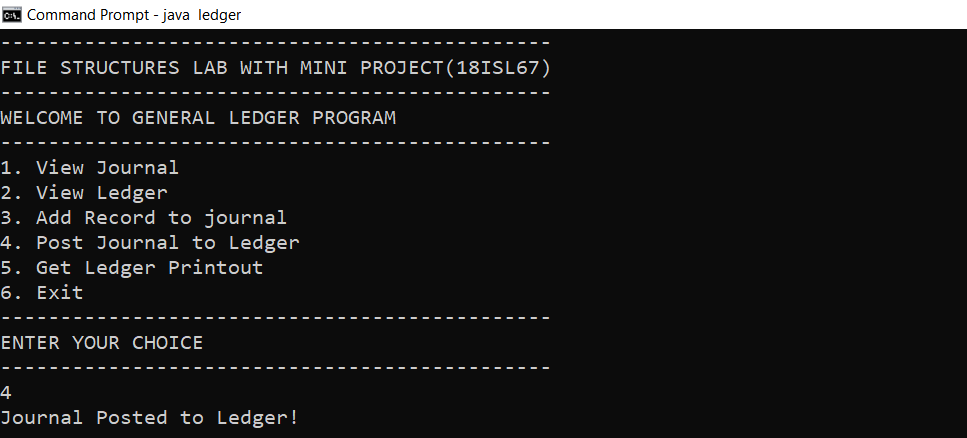 Command Prompt - java ledger
----------------------------------------------
FILE STRUCTURES LAB WITH MINI PROJECT(18ISL67)
----------------------------------------------
WELCOME TO GENERAL LEDGER PROGRAM
----------------------------------------------
1. View Journal
2. View Ledger
3. Add Record to journal
4. Post Journal to Ledger
5. Get Ledger Printout
6. Exit
----------------------------------------------
ENTER YOUR CHOICE
----------------------------------------------
4
Journal Posted to Ledger!